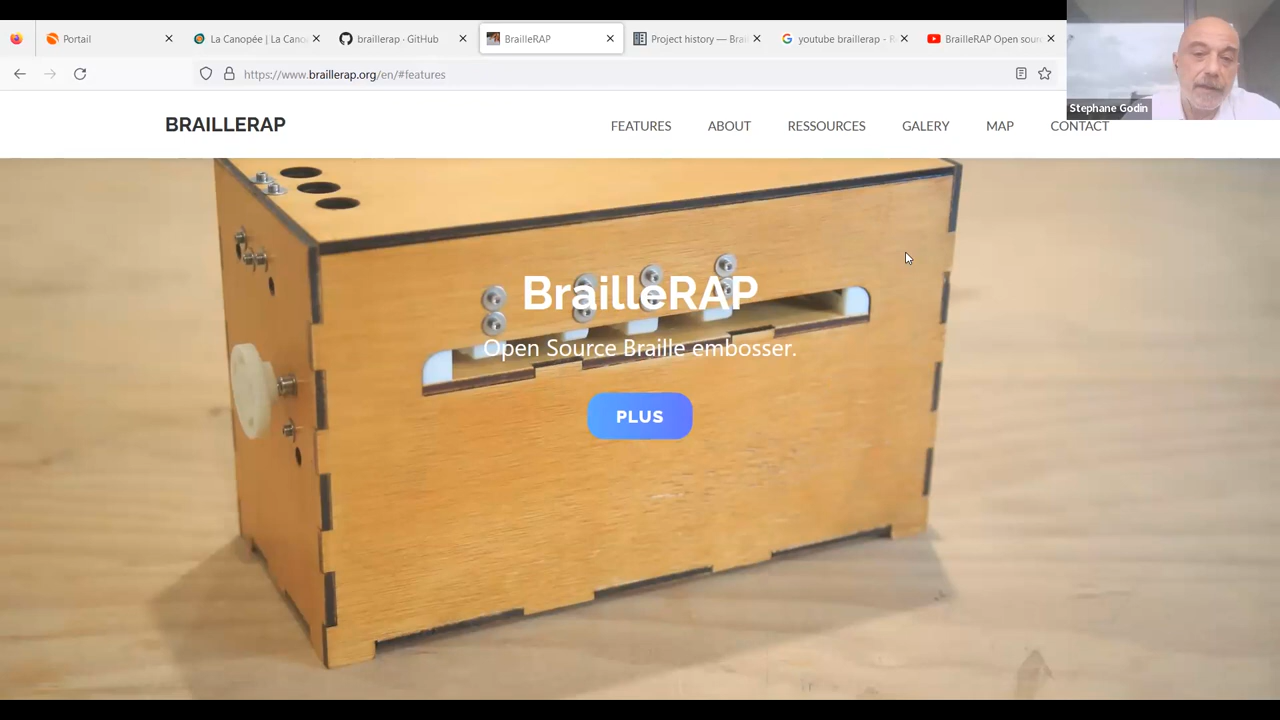 Portail
La Canopée | La Cano
braillerap · GitHub
BrailleRAP
Project history — Brai
youtube braillerap - R
BrailleRAP Open sour
https://www.braillerap.org/en/#features
Stephane Godin
BRAILLERAP
FEATURES
ABOUT
RESSOURCES
GALERY
MAP
CONTACT
BrailleRAP
Open Source Braille embosser.
PLUS